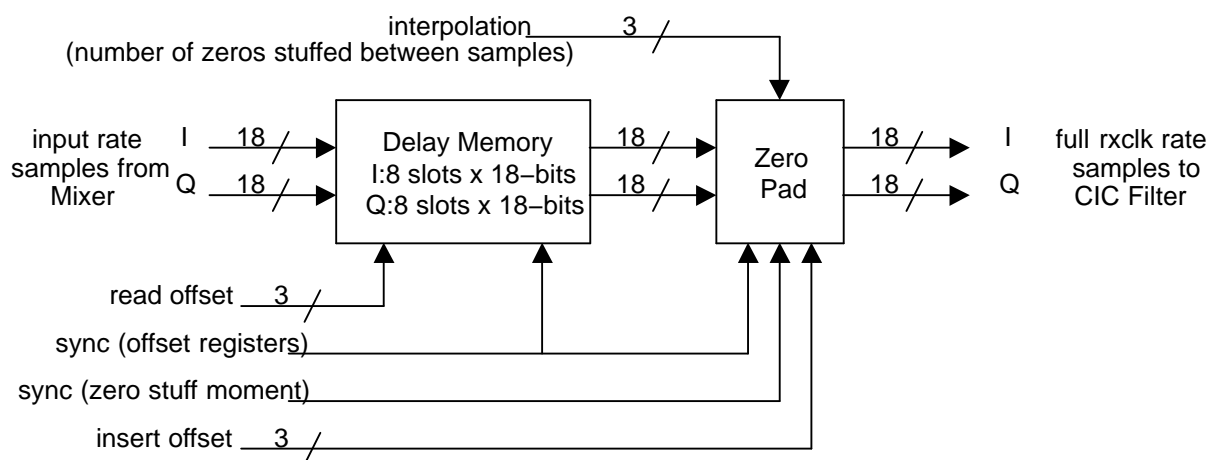 interpolation 3
(number of zeros stuffed between samples)
input rate
samples from
Mixer
I 18
Q 18
Delay Memory
I:8 slots x 18−bits
Q:8 slots x 18−bits
18
18
Zero
Pad
18 I
18 Q
full rxclk rate
samples to
CIC Filter
read offset 3
sync (offset registers)
sync (zero stuff moment)
insert offset 3